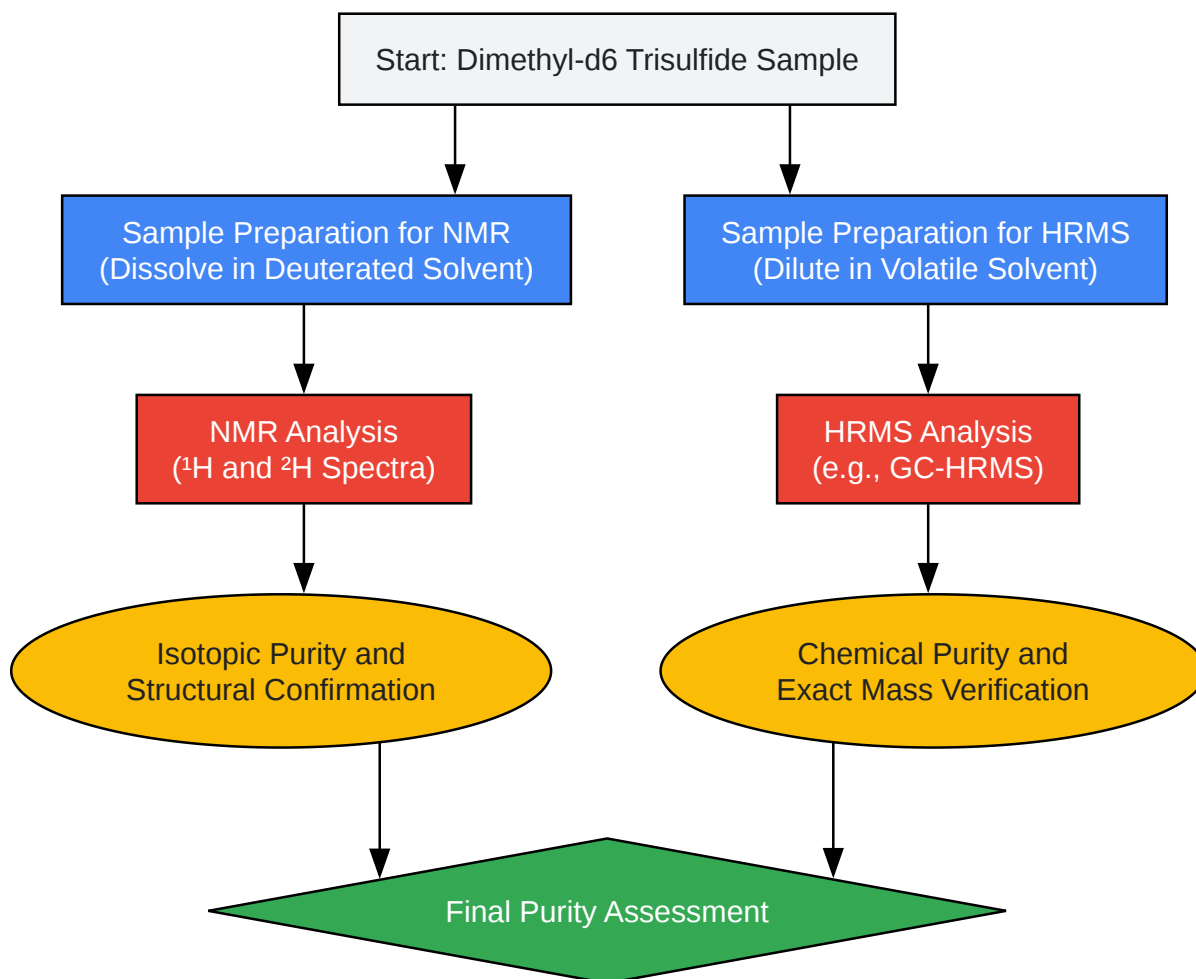 Start: Dimethyl-d6 Trisulfide Sample
Sample Preparation for NMR
(Dissolve in Deuterated Solvent)
Sample Preparation for HRMS
(Dilute in Volatile Solvent)
NMR Analysis
(¹H and ²H Spectra)
HRMS Analysis
(e.g., GC-HRMS)
Isotopic Purity and
Structural Confirmation
Chemical Purity and
Exact Mass Verification
Final Purity Assessment